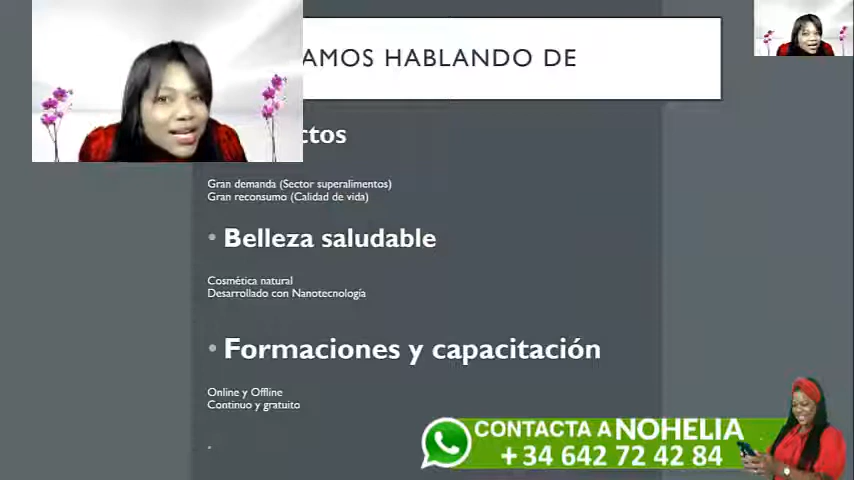 AMOS HABLANDO DE
ctos
Gran demanda (Sector superalimentos)
Gran reconsumo (Calidad de vida)
• Belleza saludable
Cosmética natural
Desarrollado con Nanotecnología
• Formaciones y capacitación
Online y Offline
Continuo y gratuito
.
CONTACTA A NOHELIA
+34 642 72 42 84